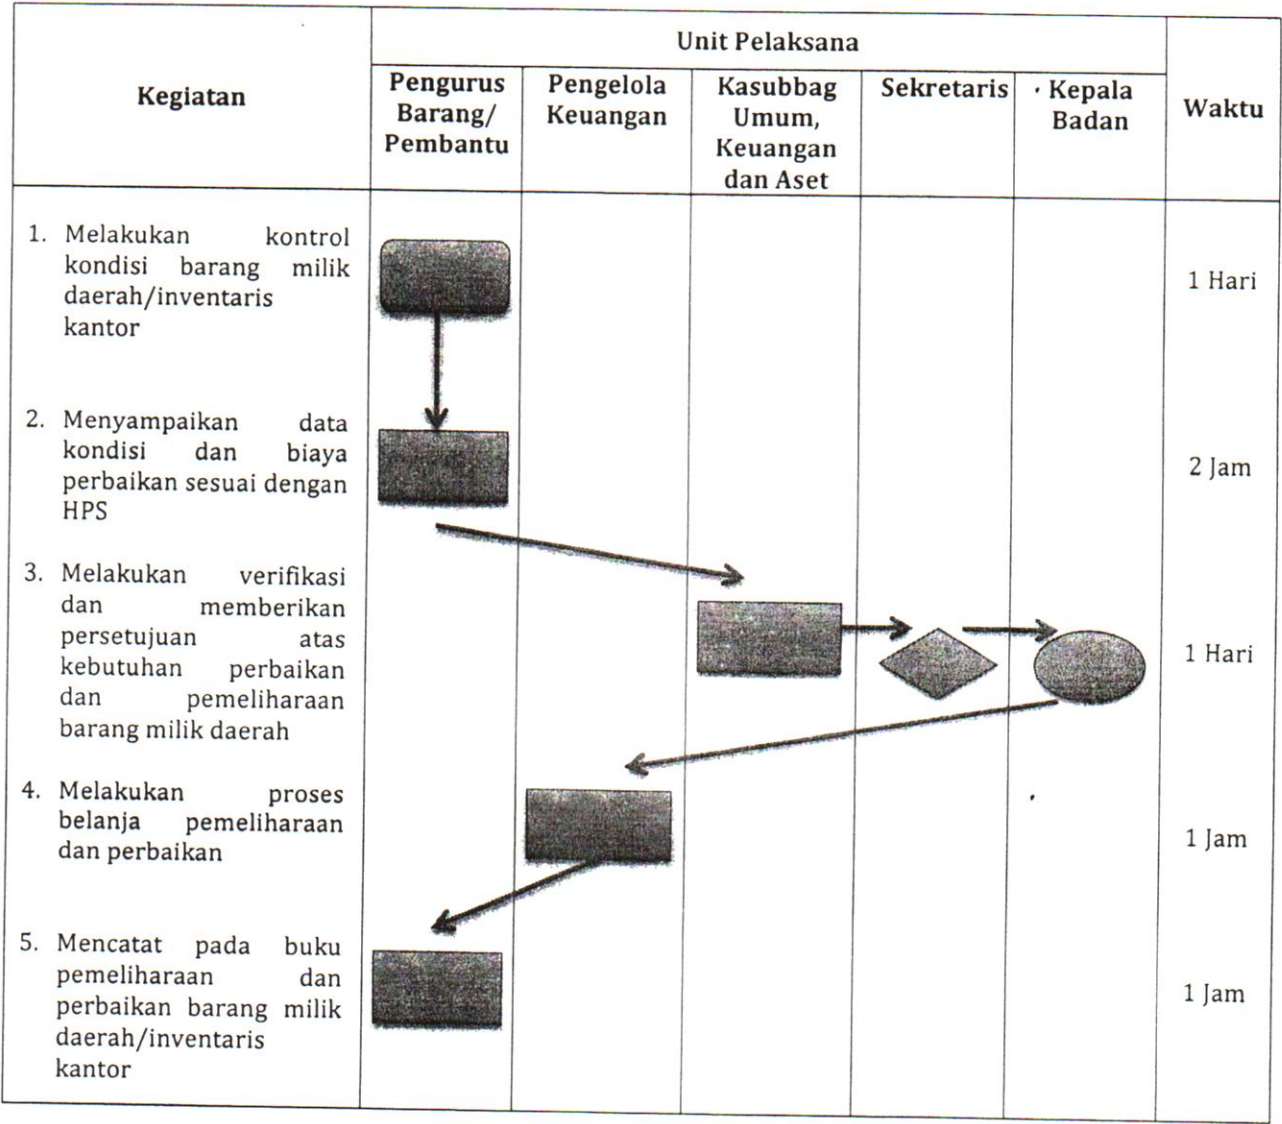 Kegiatan
Unit Pelaksana
Waktu
Pengurus
Barang/
Pembantu
Pengelola
Keuangan
Kasubbag
Umum,
Keuangan
dan Aset
Sekretaris
Kepala
Badan
1. Melakukan kontrol
kondisi barang milik
daerah/inventaris
kantor
1 Hari
2. Menyampaikan data
kondisi dan biaya
perbaikan sesuai dengan
HPS
2 Jam
3. Melakukan verifikasi
dan memberikan
persetujuan atas
kebutuhan perbaikan
dan pemeliharaan
barang milik daerah
1 Hari
4. Melakukan proses
belanja pemeliharaan
dan perbaikan
1 Jam
5. Mencatat pada buku
pemeliharaan dan
perbaikan barang milik
daerah/inventaris
kantor
1 Jam